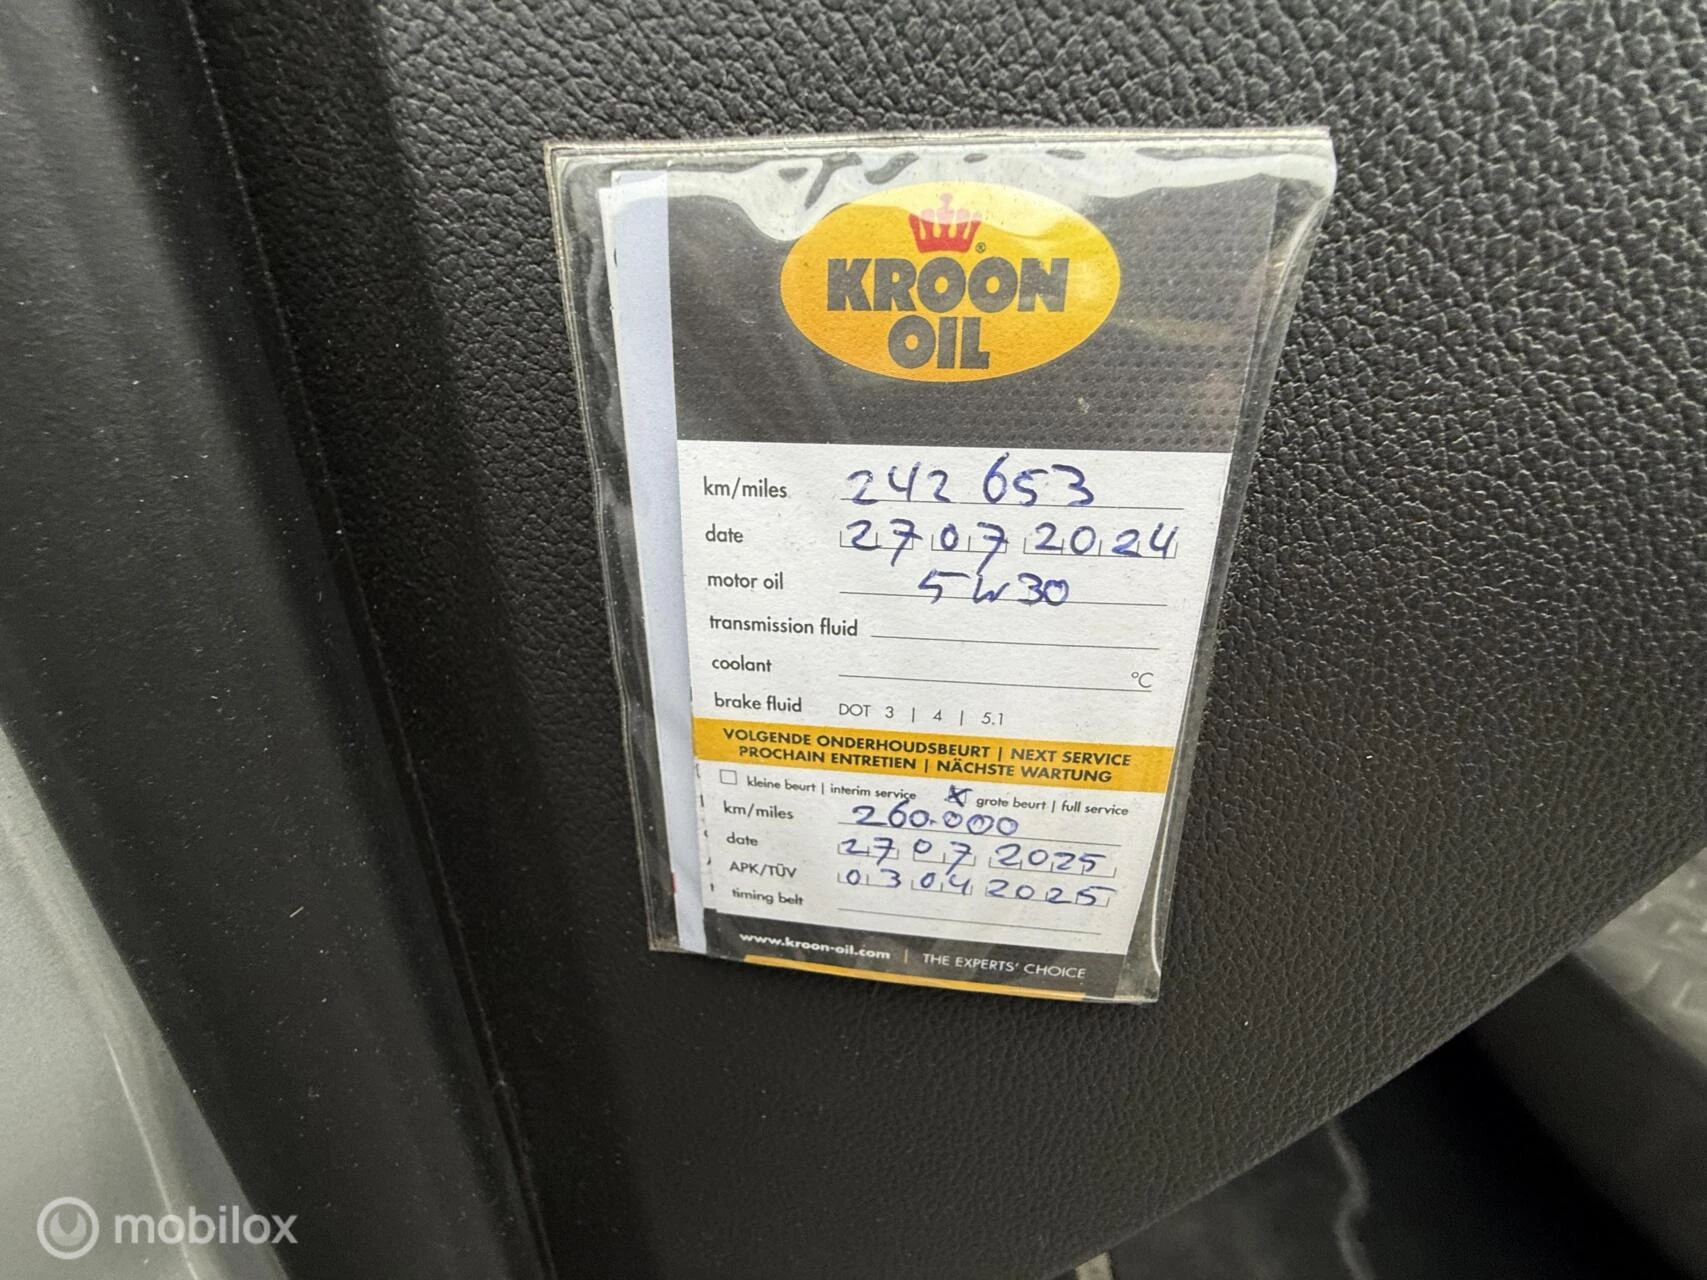 KROON
OIL
km/miles 242 653
date 27 07 2024
motor oil 5W30
transmission fluid
coolant °C
brake fluid DOT 3 | 4 | 5.1
VOLGENDE ONDERHOUDSBEURT | NEXT SERVICE
PROCHAIN ENTRETIEN | NÄCHSTE WARTUNG
kleine beurt | interim service grote beurt | full service
km/miles 260.000
date 27 07 2025
APK/TÜV 03 04 2025
timing belt
www.kroon-oil.com | THE EXPERTS' CHOICE
mobilox